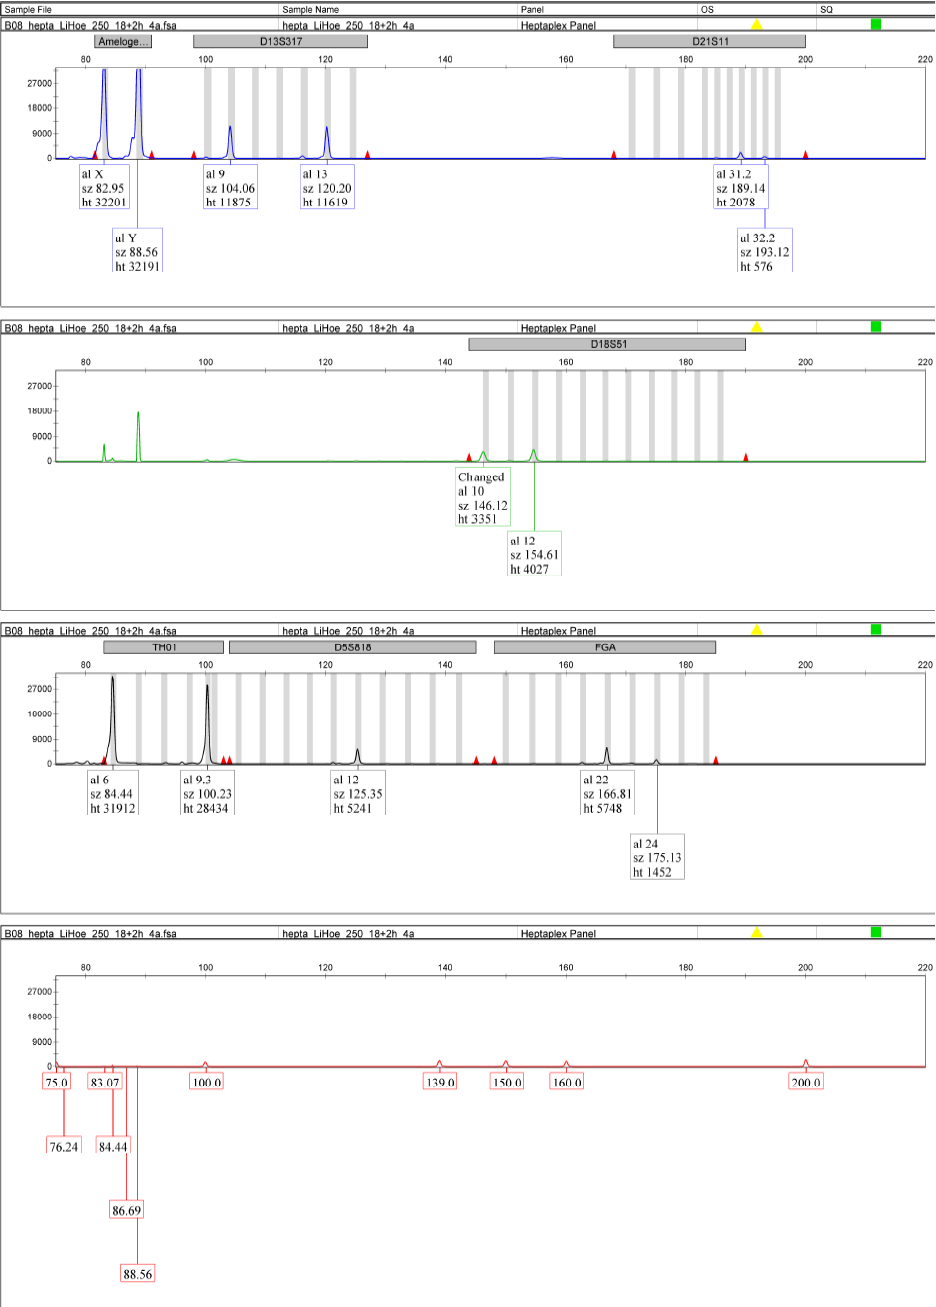 Sample File Sample Name Panel OS SQ
B08_hepta_LiHoe_250_18+2h_4a.fsa hepta_LiHoe_250_18+2h_4a Heptaplex Panel
Ameloge... D13S317 D21S11
80 100 120 140 160 180 200 220
27000
18000
9000
0
al X
sz 82.95
ht 32201
al 9
sz 104.06
ht 11875
al 13
sz 120.20
ht 11619
al 31.2
sz 189.14
ht 2078
al Y
sz 88.56
ht 32191
al 32.2
sz 193.12
ht 576
B08_hepta_LiHoe_250_18+2h_4a.fsa hepta_LiHoe_250_18+2h_4a Heptaplex Panel
D18S51
80 100 120 140 160 180 200 220
27000
18000
9000
0
Changed
al 10
sz 146.12
ht 3351
al 12
sz 154.61
ht 4027
B08_hepta_LiHoe_250_18+2h_4a.fsa hepta_LiHoe_250_18+2h_4a Heptaplex Panel
TH01 D5S818 FGA
80 100 120 140 160 180 200 220
27000
18000
9000
0
al 6
sz 84.44
ht 31912
al 9.3
sz 100.23
ht 28434
al 12
sz 125.35
ht 5241
al 22
sz 166.81
ht 5748
al 24
sz 175.13
ht 1452
B08_hepta_LiHoe_250_18+2h_4a.fsa hepta_LiHoe_250_18+2h_4a Heptaplex Panel
80 100 120 140 160 180 200 220
27000
18000
9000
0
75.0 83.07 100.0 139.0 150.0 160.0 200.0
76.24 84.44
86.69
88.56